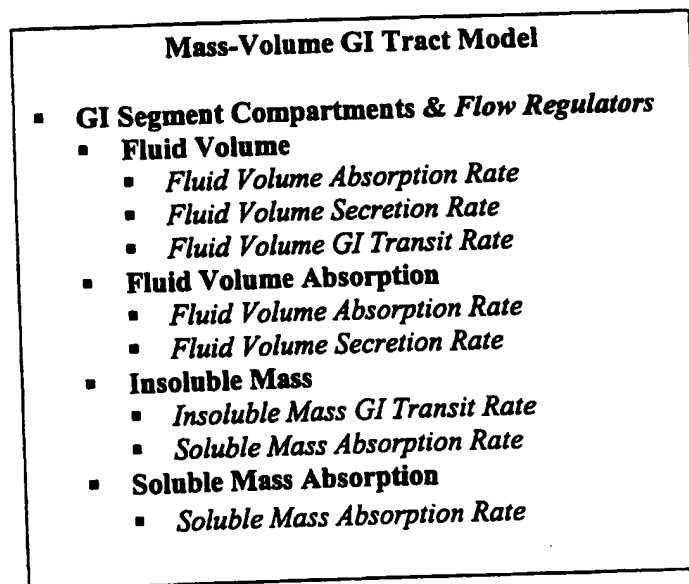 Mass-Volume GI Tract Model
▪ GI Segment Compartments & Flow Regulators
▪ Fluid Volume
▪ Fluid Volume Absorption Rate
▪ Fluid Volume Secretion Rate
▪ Fluid Volume GI Transit Rate
▪ Fluid Volume Absorption
▪ Fluid Volume Absorption Rate
▪ Fluid Volume Secretion Rate
▪ Insoluble Mass
▪ Insoluble Mass GI Transit Rate
▪ Soluble Mass Absorption Rate
▪ Soluble Mass Absorption
▪ Soluble Mass Absorption Rate